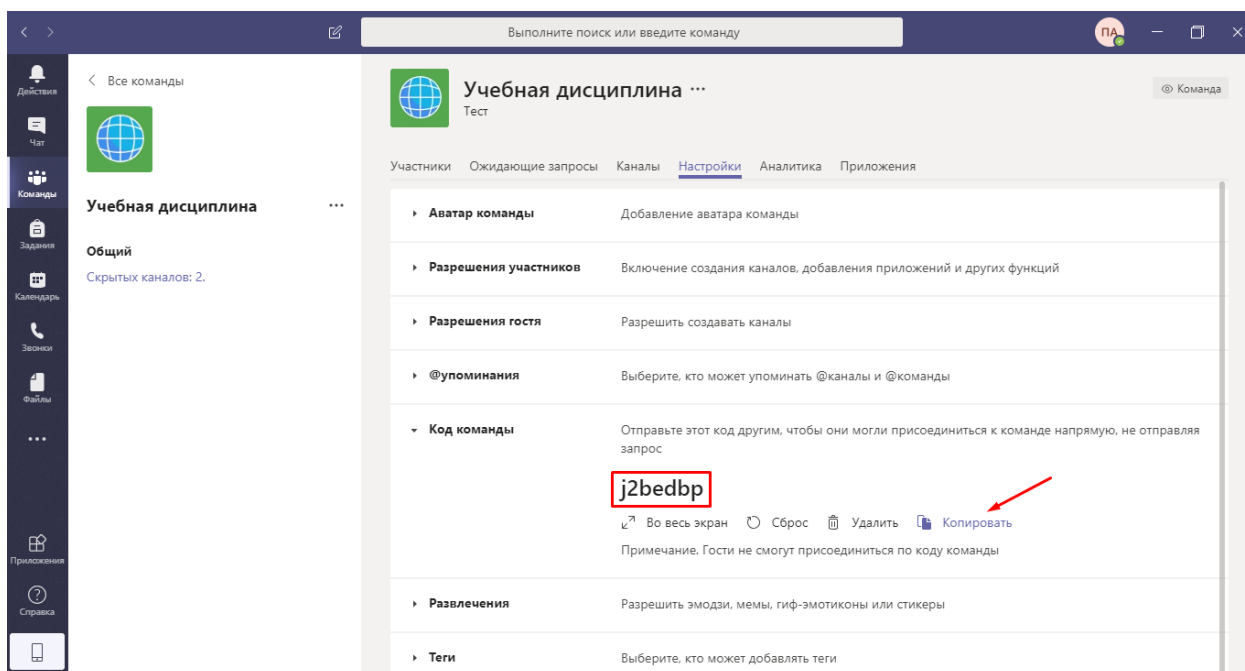 Выполните поиск или введите команду
ПА
Действия
Чат
Команды
Задания
Календарь
Звонки
Файлы
Приложения
Справка
Все команды
Учебная дисциплина ...
Общий
Скрытых каналов: 2.
Учебная дисциплина ...
Тест
Команда
Участники Ожидающие запросы Каналы Настройки Аналитика Приложения
Аватар команды Добавление аватара команды
Разрешения участников Включение создания каналов, добавления приложений и других функций
Разрешения гостя Разрешить создавать каналы
@упоминания Выберите, кто может упоминать @каналы и @команды
Код команды Отправьте этот код другим, чтобы они могли присоединиться к команде напрямую, не отправляя
запрос
j2bedbp
Во весь экран Сброс Удалить Копировать
Примечание. Гости не смогут присоединиться по коду команды
Развлечения Разрешить эмодзи, мемы, гиф-эмотиконы или стикеры
Теги Выберите, кто может добавлять теги